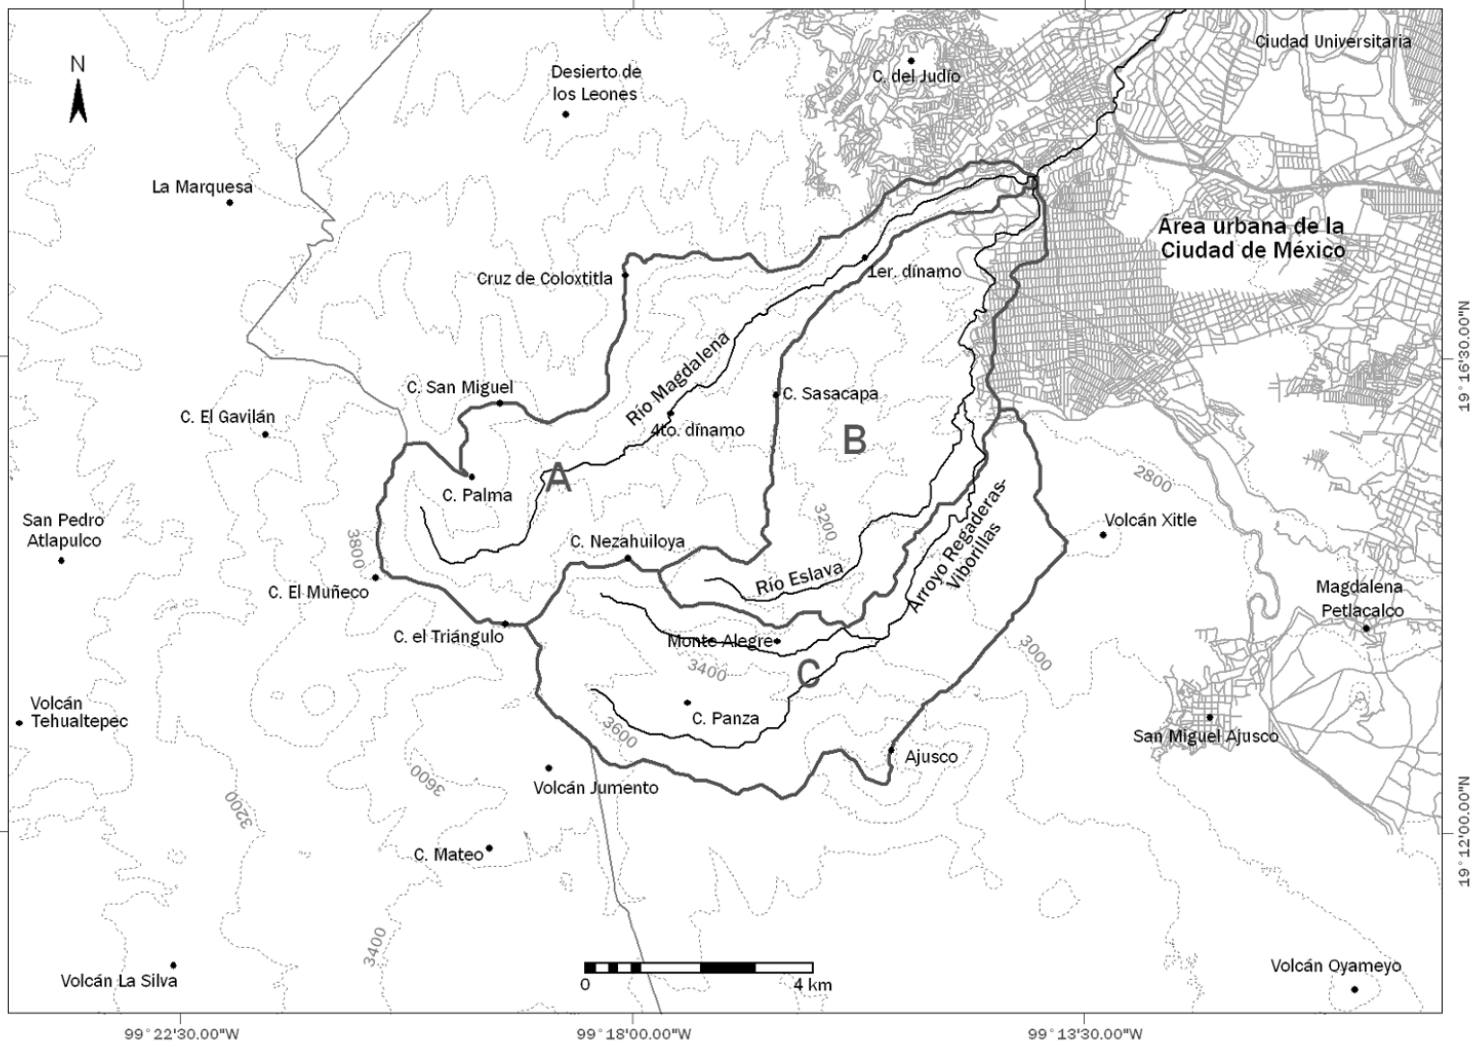 Ciudad Universitaria
N
C. del Judío
Desierto de
los Leones
La Marquesa
Área urbana de la
Ciudad de México
Cruz de Coloxtitla
1er. dínamo
Río Magdalena
C. San Miguel
C. Sasacapa
C. El Gavilán
4to. dínamo
B
A
C. Palma
2800
San Pedro
Atlapulco
3800
3200
Volcán Xitle
C. Nezahuiloya
Arroyo Regaderas-
Viborillas
Río Eslava
C. El Muñeco
Magdalena
Petlacalco
C. el Triángulo
Monte Alegre
3000
3400
C
Volcán
Tehualtepec
C. Panza
3600
San Miguel Ajusco
Ajusco
3600
Volcán Jumento
3200
C. Mateo
3400
Volcán La Silva
Volcán Oyameyo
0
4 km
99°22'30.00"W
99°18'00.00"W
99°13'30.00"W
19°16'30.00"N
19°12'00.00"N